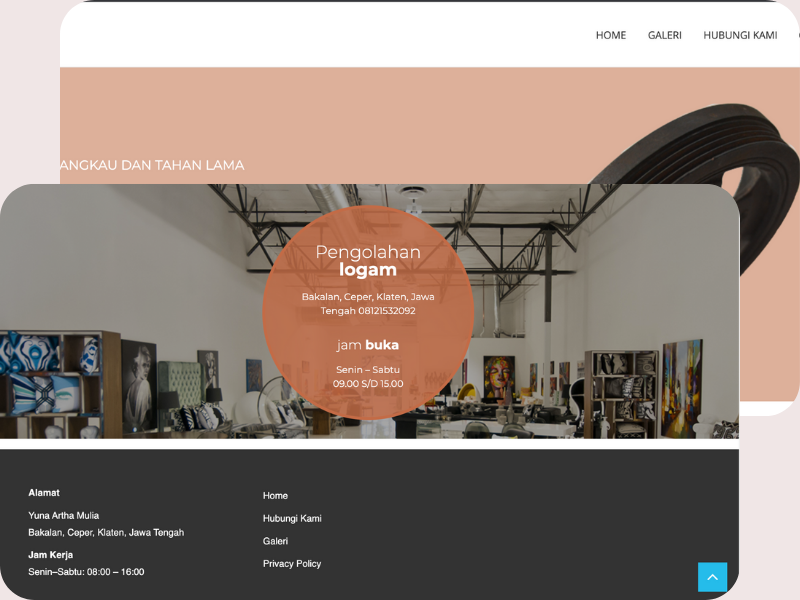 HOME GALERI HUBUNGI KAMI
ANGKAU DAN TAHAN LAMA
Pengolahan
logam
Bakalan, Ceper, Klaten, Jawa
Tengah 08121532092
jam buka
Senin – Sabtu
09.00 S/D 15.00
Alamat
Yuna Artha Mulia
Bakalan, Ceper, Klaten, Jawa Tengah
Jam Kerja
Senin–Sabtu: 08:00 – 16:00
Home
Hubungi Kami
Galeri
Privacy Policy